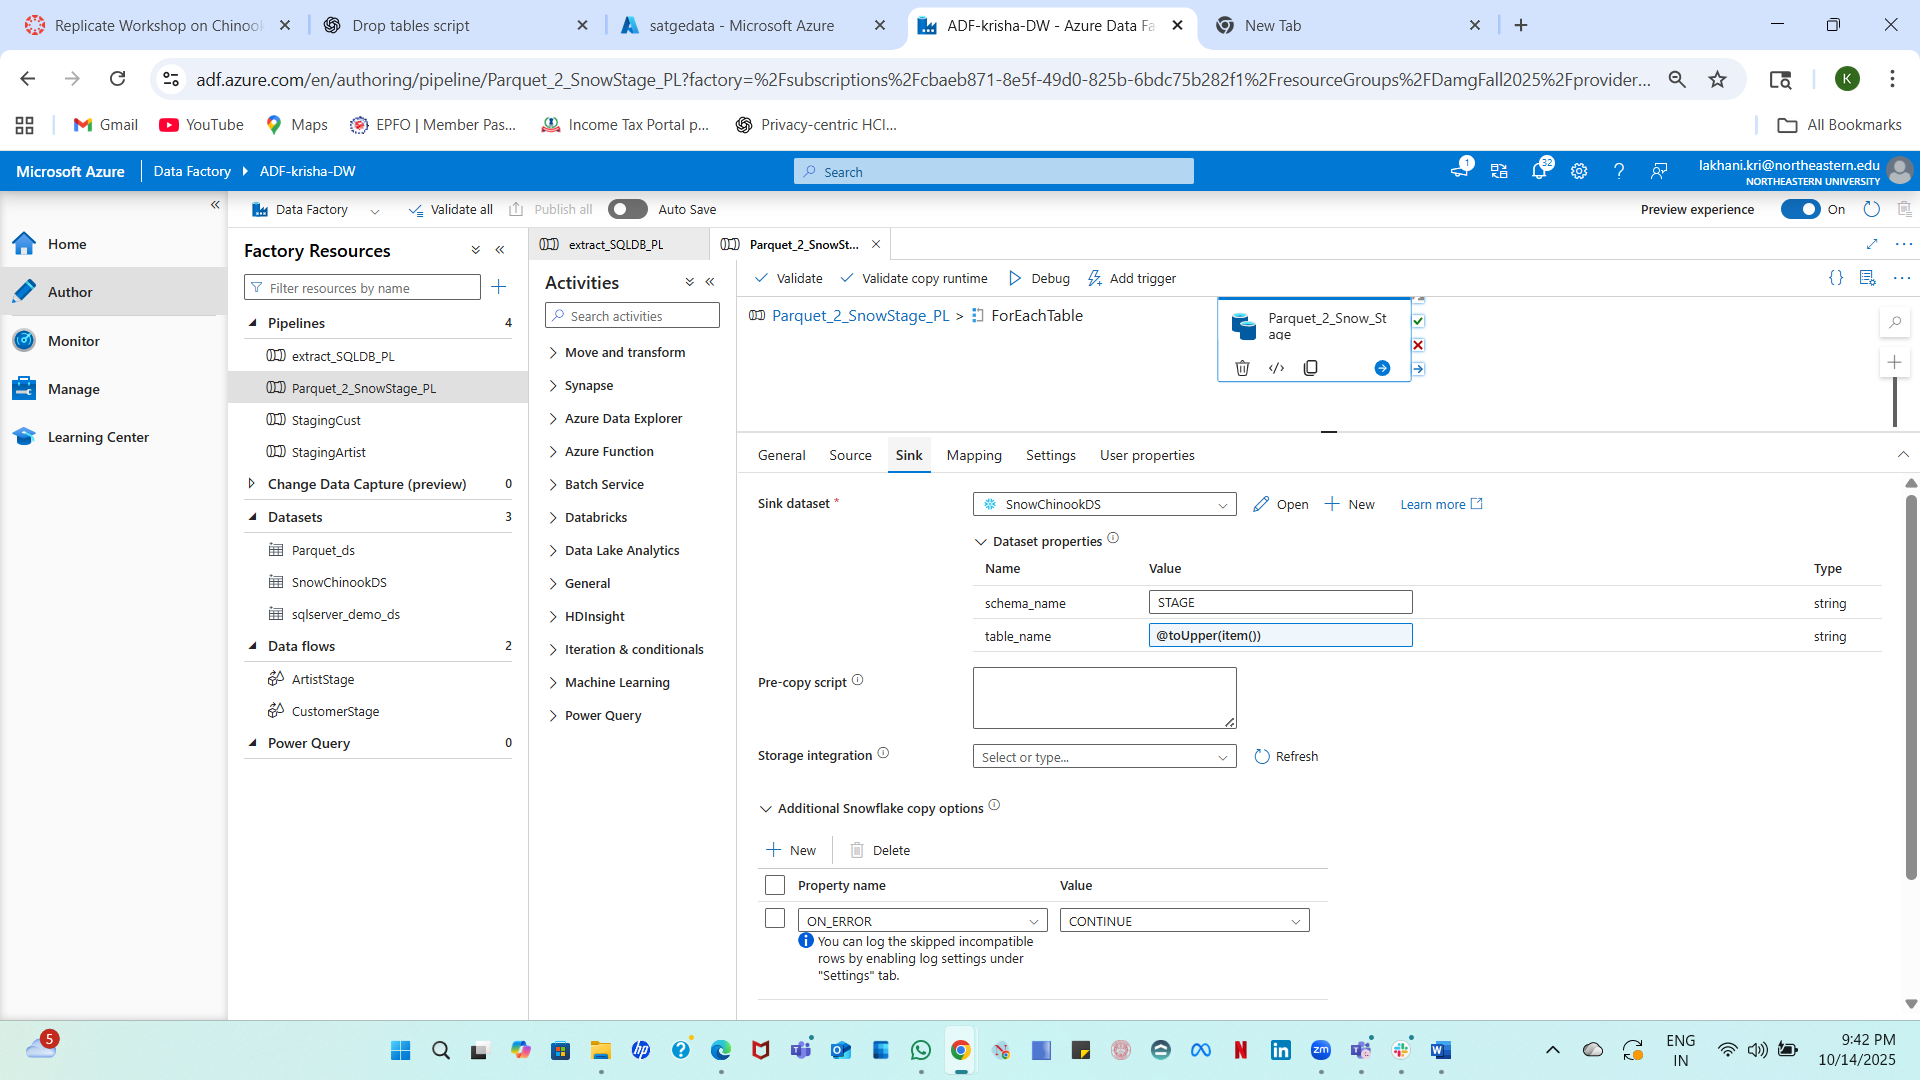 Replicate Workshop on Chinook
Drop tables script
satgedata - Microsoft Azure
ADF-krisha-DW - Azure Data Fa
New Tab
adf.azure.com/en/authoring/pipeline/Parquet_2_SnowStage_PL?factory=%2Fsubscriptions%2Fcbaeb871-8e5f-49d0-825b-6bdc75b282f1%2FresourceGroups%2FDamgFall2025%2Fprovider...
K
Gmail
YouTube
Maps
EPFO | Member Pas...
Income Tax Portal p...
Privacy-centric HCI...
All Bookmarks
Microsoft Azure
Data Factory
ADF-krisha-DW
Search
1
32
lakhani.kri@northeastern.edu
NORTHEASTERN UNIVERSITY
Data Factory
Validate all
Publish all
Auto Save
Preview experience
On
Home
Author
Monitor
Manage
Learning Center
Factory Resources
Filter resources by name
Pipelines 4
extract_SQLDB_PL
Parquet_2_SnowStage_PL
StagingCust
StagingArtist
Change Data Capture (preview) 0
Datasets 3
Parquet_ds
SnowChinookDS
sqlserver_demo_ds
Data flows 2
ArtistStage
CustomerStage
Power Query 0
extract_SQLDB_PL
Parquet_2_SnowSt...
Activities
Search activities
Move and transform
Synapse
Azure Data Explorer
Azure Function
Batch Service
Databricks
Data Lake Analytics
General
HDInsight
Iteration & conditionals
Machine Learning
Power Query
Validate
Validate copy runtime
Debug
Add trigger
Parquet_2_SnowStage_PL > ForEachTable
Parquet_2_Snow_St
age
General
Source
Sink
Mapping
Settings
User properties
Sink dataset *
SnowChinookDS
Open
New
Learn more
Dataset properties
Name Value Type
schema_name STAGE string
table_name @toUpper(item()) string
Pre-copy script
Storage integration
Select or type...
Refresh
Additional Snowflake copy options
New
Delete
Property name Value
ON_ERROR CONTINUE
You can log the skipped incompatible
rows by enabling log settings under
"Settings" tab.
5
ENG
IN
9:42 PM
10/14/2025